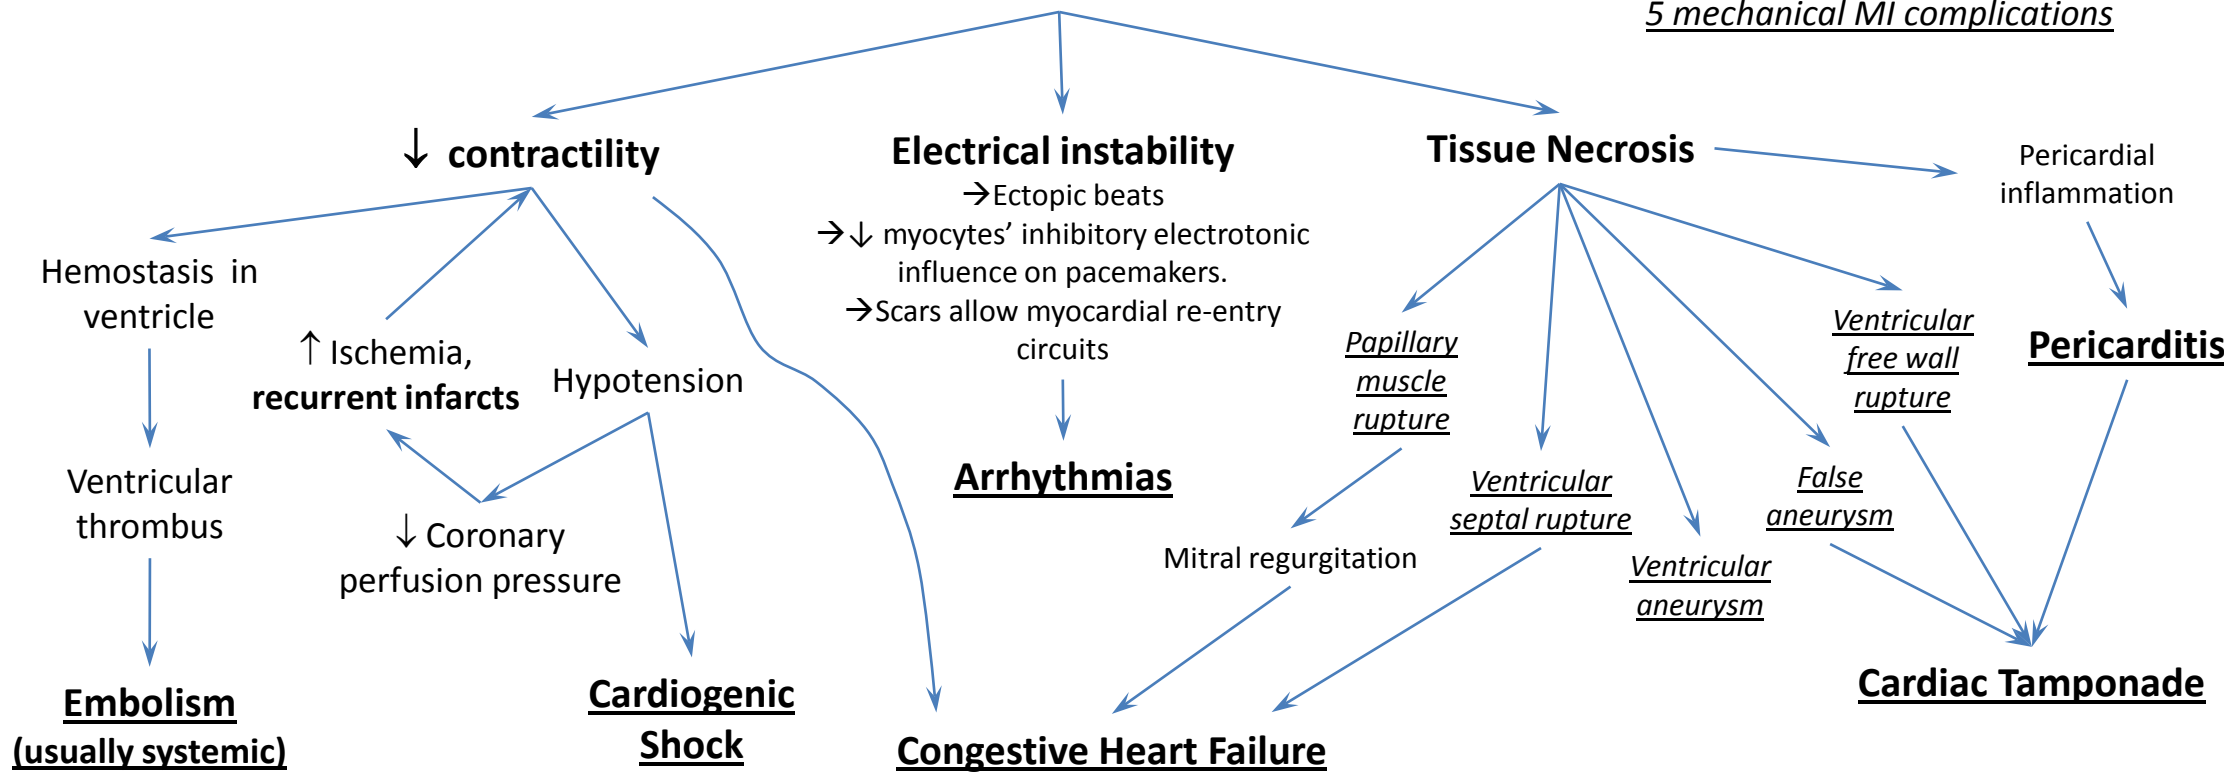 5 mechanical MI complications
↓ contractility
Electrical instability
→Ectopic beats
→↓ myocytes’ inhibitory electrotonic
influence on pacemakers.
→Scars allow myocardial re-entry
circuits
Tissue Necrosis
Pericardial
inflammation
Hemostasis in
ventricle
↑ Ischemia,
recurrent infarcts
Hypotension
Papillary
muscle
rupture
Ventricular
free wall
rupture
Pericarditis
Ventricular
thrombus
↓ Coronary
perfusion pressure
Arrhythmias
Mitral regurgitation
Ventricular
septal rupture
Ventricular
aneurysm
False
aneurysm
Embolism
(usually systemic)
Cardiogenic
Shock
Congestive Heart Failure
Cardiac Tamponade